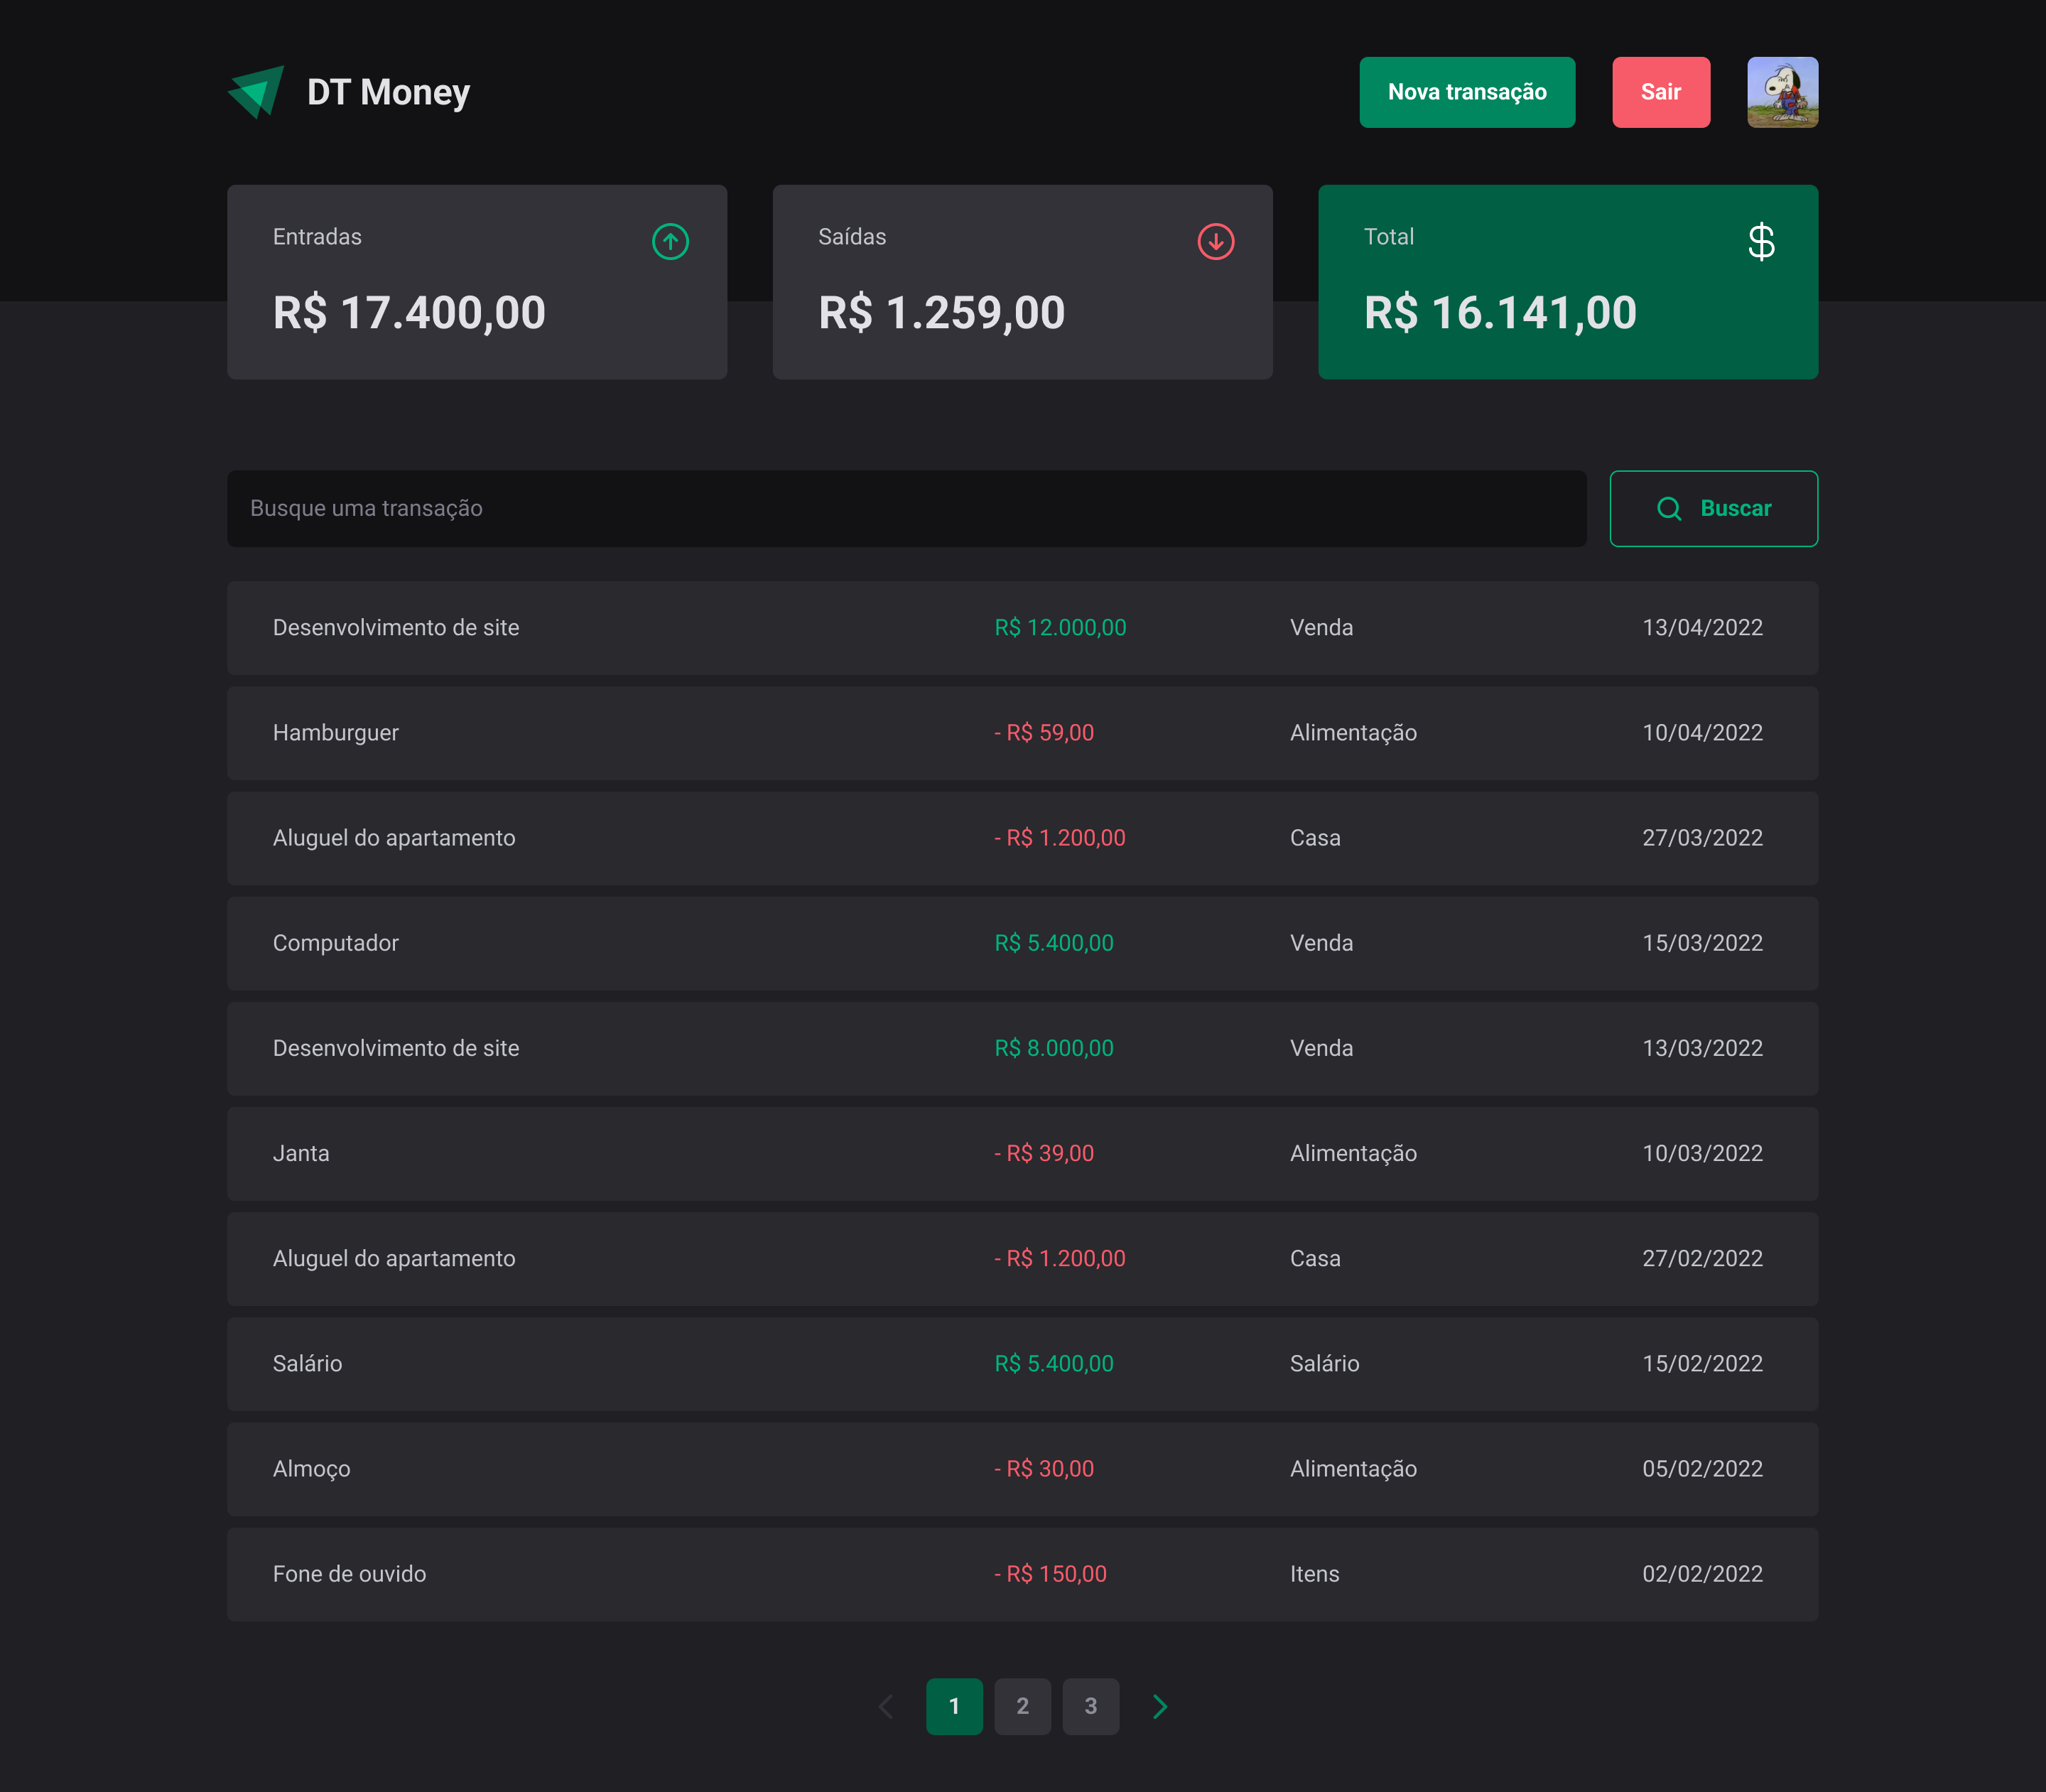 DT Money
Nova transação
Sair
Entradas
R$ 17.400,00
Saídas
R$ 1.259,00
Total
$
R$ 16.141,00
Busque uma transação
Buscar
Desenvolvimento de site R$ 12.000,00 Venda 13/04/2022
Hamburguer - R$ 59,00 Alimentação 10/04/2022
Aluguel do apartamento - R$ 1.200,00 Casa 27/03/2022
Computador R$ 5.400,00 Venda 15/03/2022
Desenvolvimento de site R$ 8.000,00 Venda 13/03/2022
Janta - R$ 39,00 Alimentação 10/03/2022
Aluguel do apartamento - R$ 1.200,00 Casa 27/02/2022
Salário R$ 5.400,00 Salário 15/02/2022
Almoço - R$ 30,00 Alimentação 05/02/2022
Fone de ouvido - R$ 150,00 Itens 02/02/2022
1 2 3